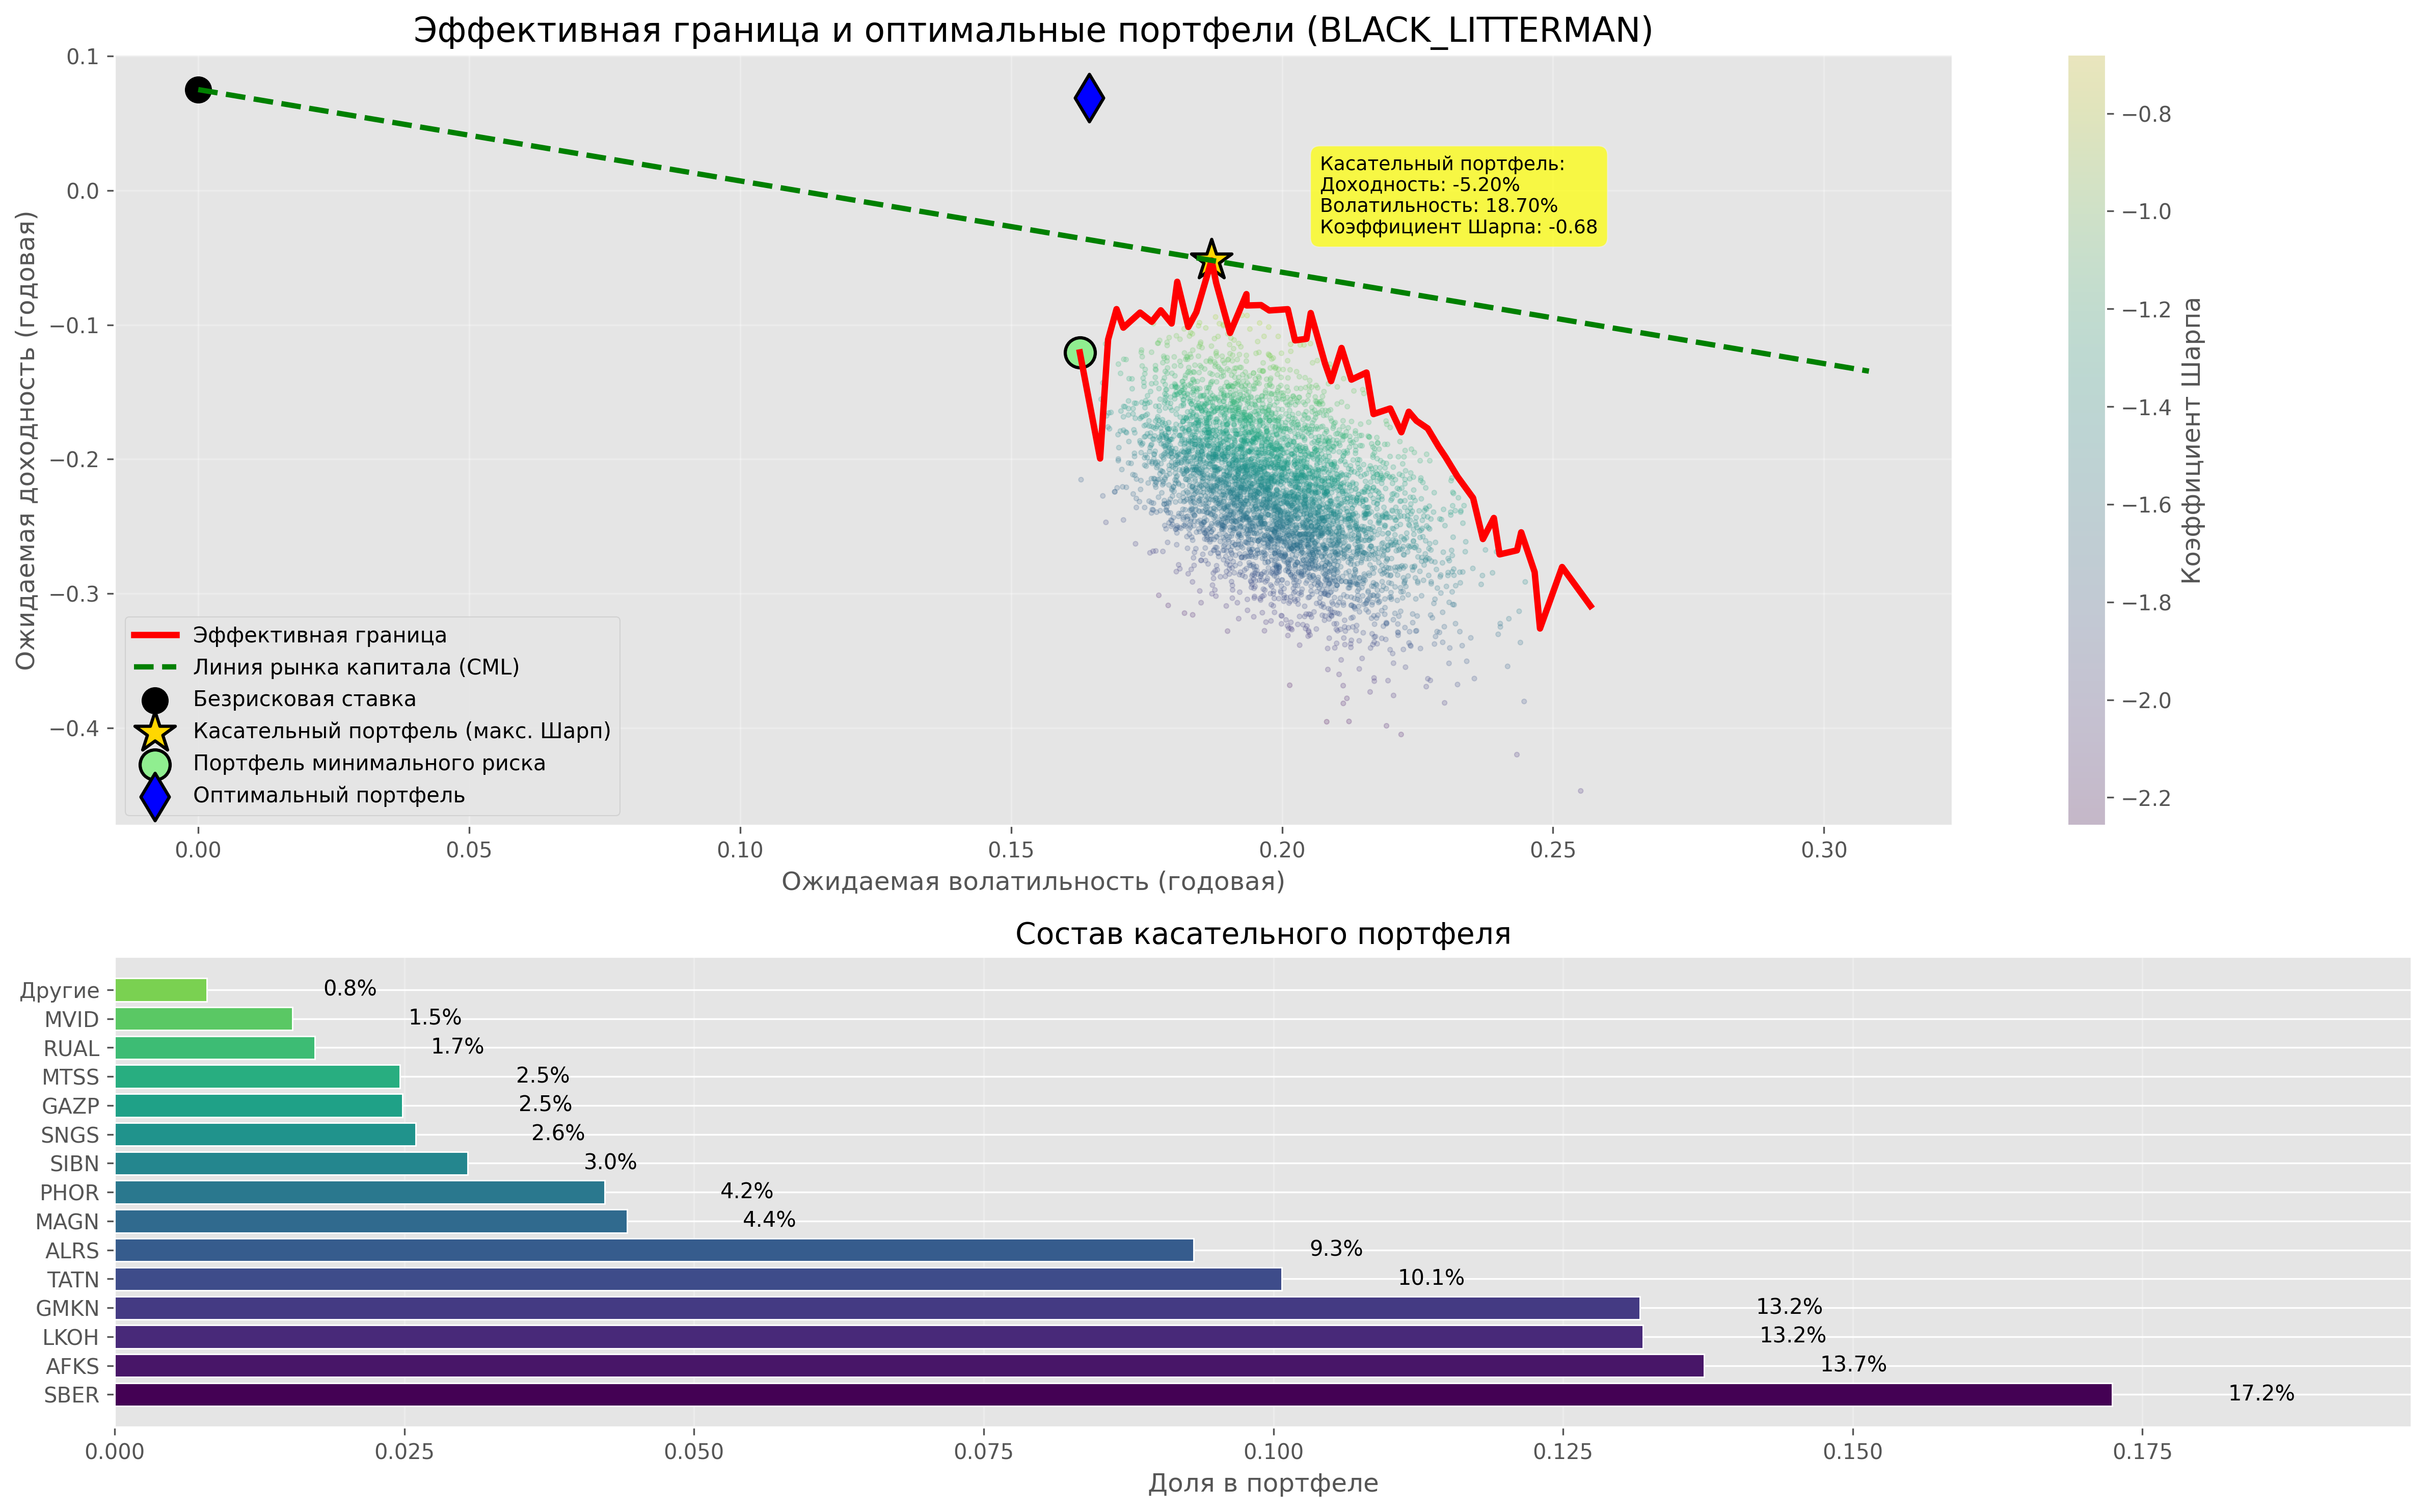 Эффективная граница и оптимальные портфели (BLACK_LITTERMAN)
0.1
0.0
−0.1
−0.2
−0.3
−0.4
Ожидаемая доходность (годовая)
Касательный портфель:
Доходность: -5.20%
Волатильность: 18.70%
Коэффициент Шарпа: -0.68
Эффективная граница
Линия рынка капитала (CML)
Безрисковая ставка
Касательный портфель (макс. Шарп)
Портфель минимального риска
Оптимальный портфель
0.00 0.05 0.10 0.15 0.20 0.25 0.30
Ожидаемая волатильность (годовая)
−0.8
−1.0
−1.2
−1.4
−1.6
−1.8
−2.0
−2.2
Коэффициент Шарпа
Состав касательного портфеля
Другие 0.8%
MVID 1.5%
RUAL 1.7%
MTSS 2.5%
GAZP 2.5%
SNGS 2.6%
SIBN 3.0%
PHOR 4.2%
MAGN 4.4%
ALRS 9.3%
TATN 10.1%
GMKN 13.2%
LKOH 13.2%
AFKS 13.7%
SBER 17.2%
0.000 0.025 0.050 0.075 0.100 0.125 0.150 0.175
Доля в портфеле